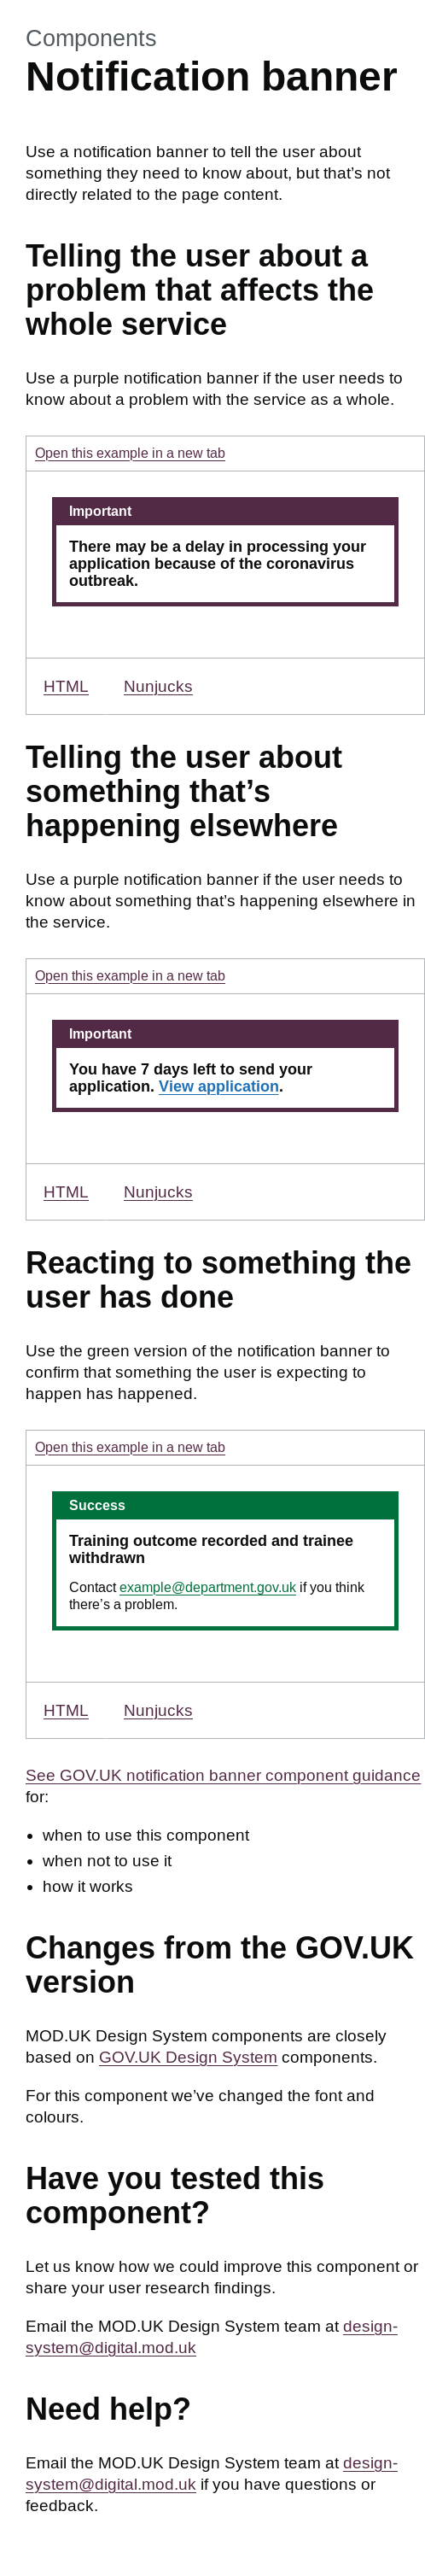 Components
Notification banner
Use a notification banner to tell the user about
something they need to know about, but that’s not
directly related to the page content.
Telling the user about a
problem that affects the
whole service
Use a purple notification banner if the user needs to
know about a problem with the service as a whole.
Open this example in a new tab
Important
There may be a delay in processing your
application because of the coronavirus
outbreak.
HTML Nunjucks
Telling the user about
something that’s
happening elsewhere
Use a purple notification banner if the user needs to
know about something that’s happening elsewhere in
the service.
Open this example in a new tab
Important
You have 7 days left to send your
application. View application.
HTML Nunjucks
Reacting to something the
user has done
Use the green version of the notification banner to
confirm that something the user is expecting to
happen has happened.
Open this example in a new tab
Success
Training outcome recorded and trainee
withdrawn
Contact example@department.gov.uk if you think
there’s a problem.
HTML Nunjucks
See GOV.UK notification banner component guidance
for:
• when to use this component
• when not to use it
• how it works
Changes from the GOV.UK
version
MOD.UK Design System components are closely
based on GOV.UK Design System components.
For this component we’ve changed the font and
colours.
Have you tested this
component?
Let us know how we could improve this component or
share your user research findings.
Email the MOD.UK Design System team at design-
system@digital.mod.uk
Need help?
Email the MOD.UK Design System team at design-
system@digital.mod.uk if you have questions or
feedback.